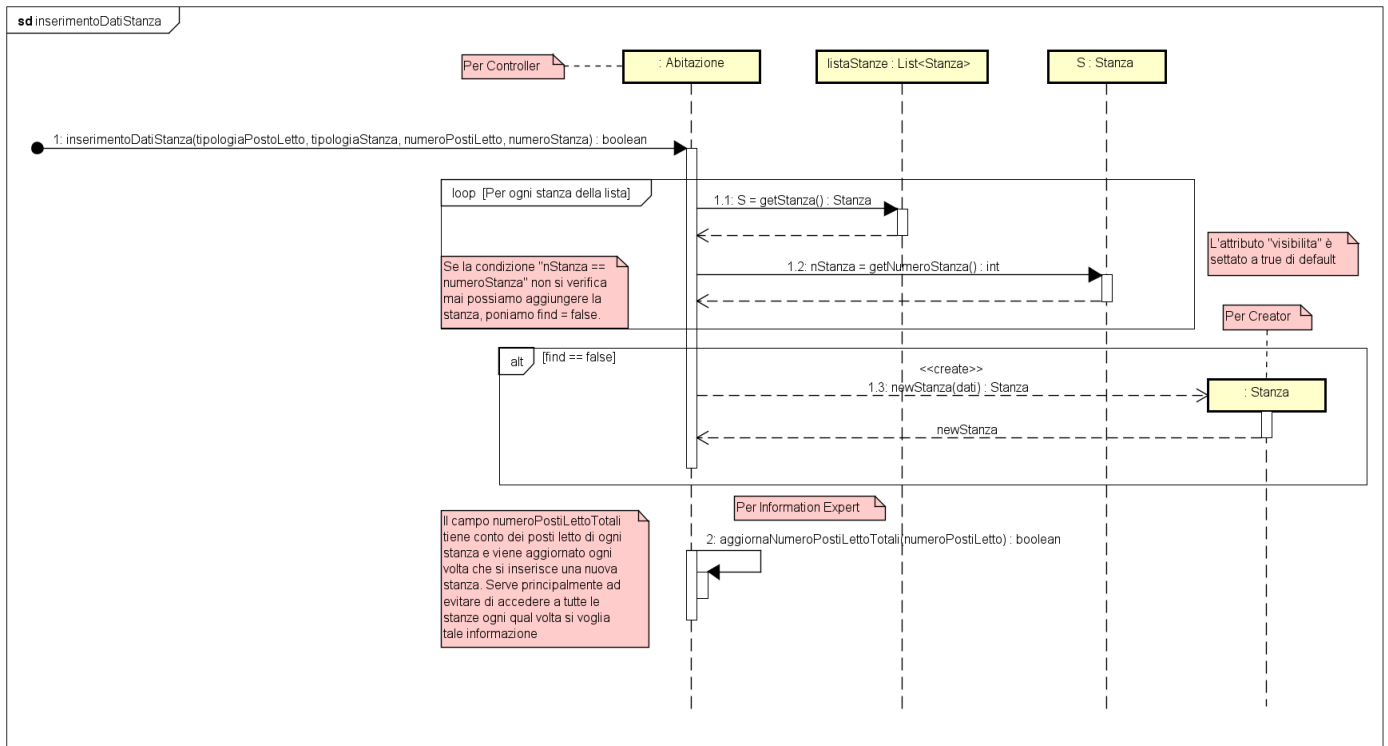 sd inserimentoDatiStanza
Per Controller
: Abitazione
listaStanze : List<Stanza>
S : Stanza
1: inserimentoDatiStanza(tipologiaPostoLetto, tipologiaStanza, numeroPostiLetto, numeroStanza) : boolean
loop [Per ogni stanza della lista]
1.1: S = getStanza() : Stanza
L'attributo "visibilita" è
settato a true di default
Se la condizione "nStanza ==
numeroStanza" non si verifica
mai possiamo aggiungere la
stanza, poniamo find = false.
1.2: nStanza = getNumeroStanza() : int
Per Creator
alt [find == false]
<<create>>
1.3: newStanza(dati) : Stanza
: Stanza
newStanza
Per Information Expert
Il campo numeroPostiLettoTotali
tiene conto dei posti letto di ogni
stanza e viene aggiornato ogni
volta che si inserisce una nuova
stanza. Serve principalmente ad
evitare di accedere a tutte le
stanze ogni qual volta si voglia
tale informazione
2: aggiornaNumeroPostiLettoTotali(numeroPostiLetto) : boolean